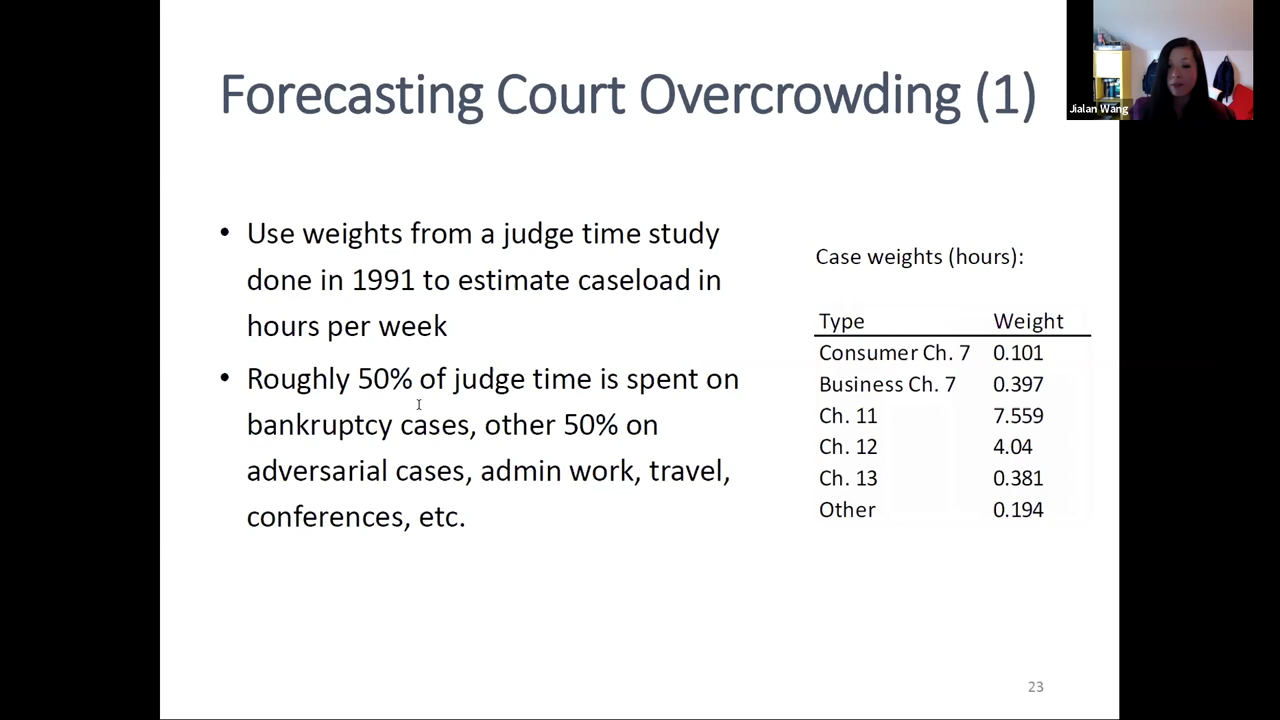 Forecasting Court Overcrowding (1)
Jialan Wang
• Use weights from a judge time study
done in 1991 to estimate caseload in
hours per week
• Roughly 50% of judge time is spent on
bankruptcy cases, other 50% on
adversarial cases, admin work, travel,
conferences, etc.
Case weights (hours):
Type Weight
Consumer Ch. 7 0.101
Business Ch. 7 0.397
Ch. 11 7.559
Ch. 12 4.04
Ch. 13 0.381
Other 0.194
23